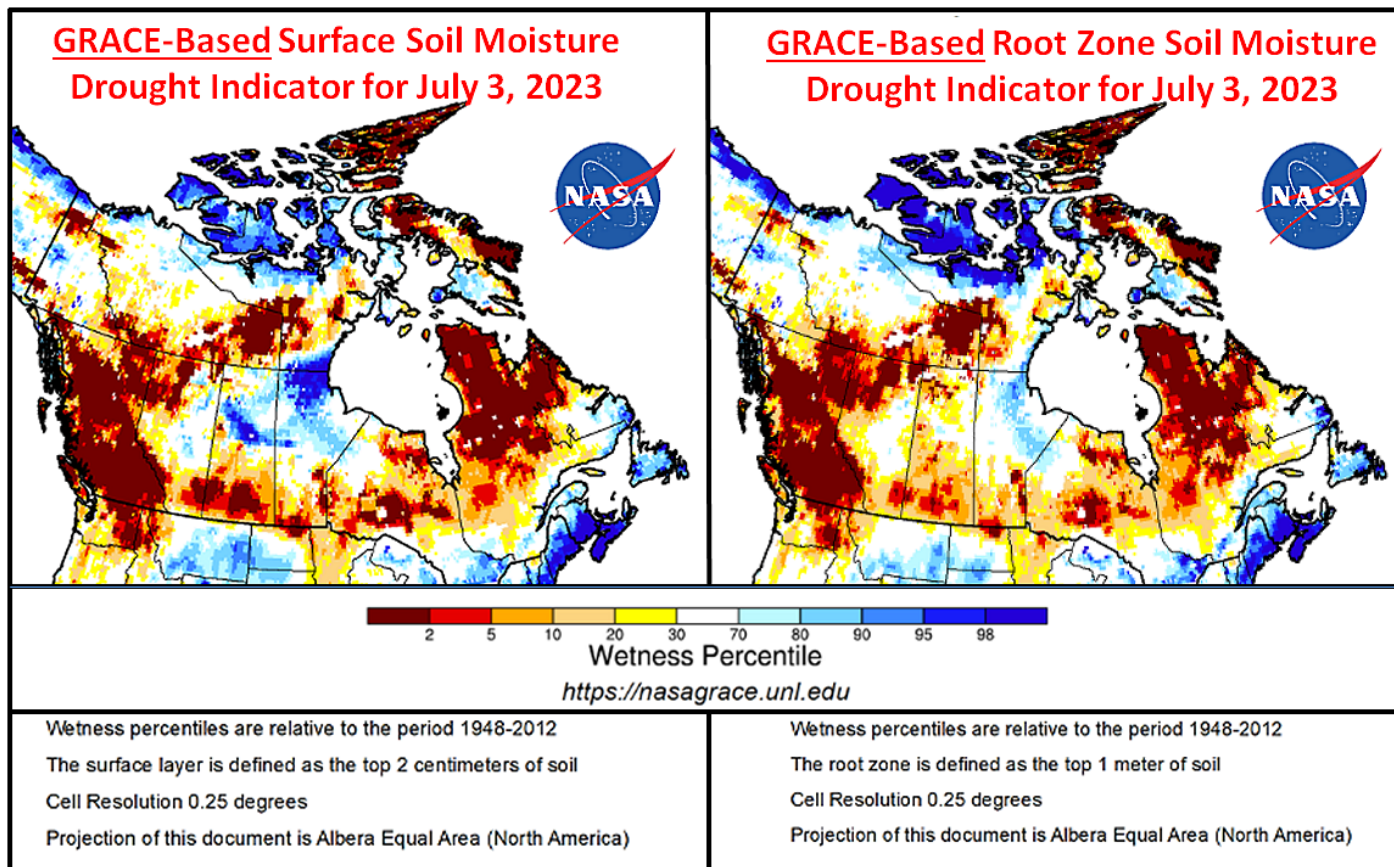 GRACE-Based Surface Soil Moisture
Drought Indicator for July 3, 2023
NASA
GRACE-Based Root Zone Soil Moisture
Drought Indicator for July 3, 2023
NASA
2 5 10 20 30 70 80 90 95 98
Wetness Percentile
https://nasagrace.unl.edu
Wetness percentiles are relative to the period 1948-2012
The surface layer is defined as the top 2 centimeters of soil
Cell Resolution 0.25 degrees
Projection of this document is Albera Equal Area (North America)
Wetness percentiles are relative to the period 1948-2012
The root zone is defined as the top 1 meter of soil
Cell Resolution 0.25 degrees
Projection of this document is Albera Equal Area (North America)